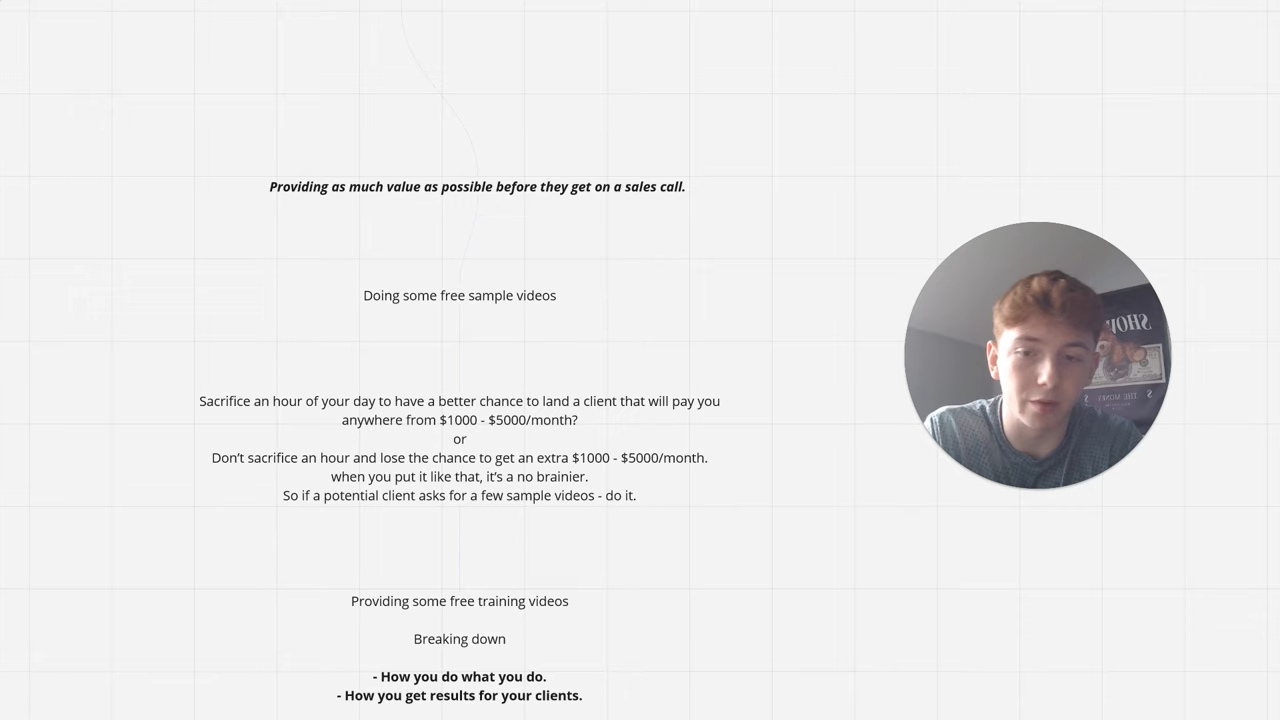 Providing as much value as possible before they get on a sales call.
Doing some free sample videos
Sacrifice an hour of your day to have a better chance to land a client that will pay you
anywhere from $1000 - $5000/month?
or
Don’t sacrifice an hour and lose the chance to get an extra $1000 - $5000/month.
when you put it like that, it’s a no brainier.
So if a potential client asks for a few sample videos - do it.
Providing some free training videos
Breaking down
- How you do what you do.
- How you get results for your clients.
THE MONEY